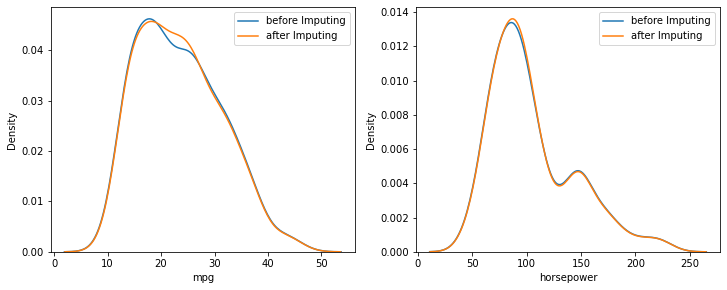 before Imputing
after Imputing
0.04
0.03
0.02
0.01
0.00
Density
0 10 20 30 40 50
mpg
before Imputing
after Imputing
0.014
0.012
0.010
0.008
0.006
0.004
0.002
0.000
Density
0 50 100 150 200 250
horsepower